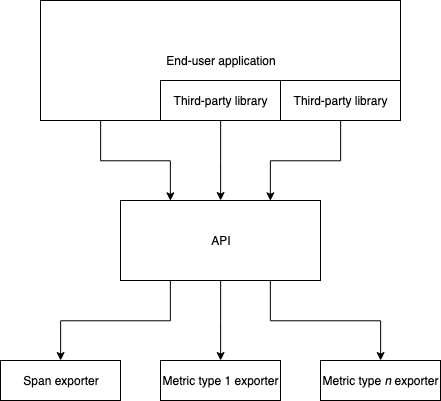 End-user application
Third-party library
Third-party library
API
Span exporter
Metric type 1 exporter
Metric type n exporter